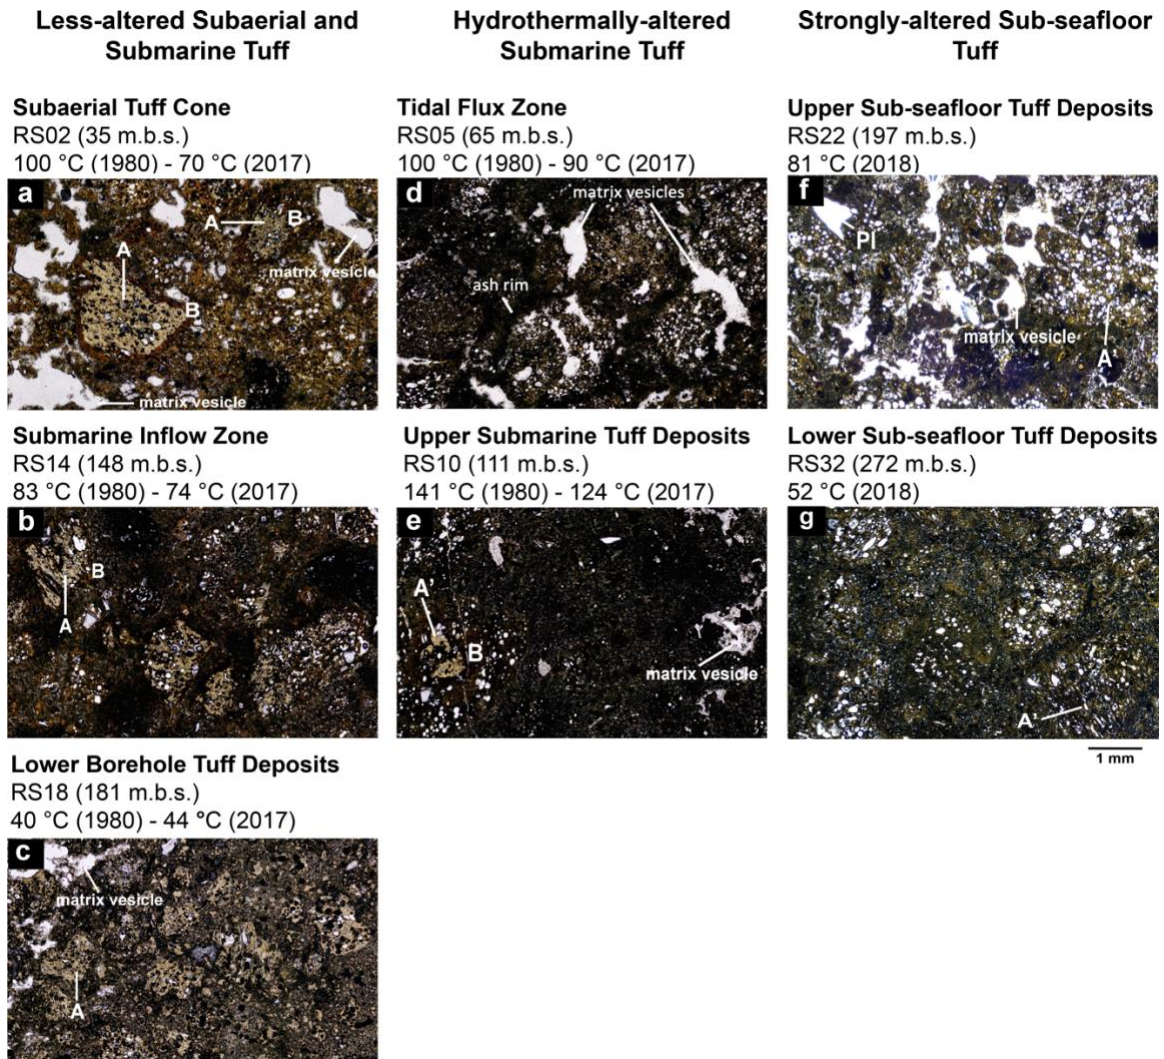 Less-altered Subaerial and
Submarine Tuff
Hydrothermally-altered
Submarine Tuff
Strongly-altered Sub-seafloor
Tuff
Subaerial Tuff Cone
RS02 (35 m.b.s.)
100 °C (1980) - 70 °C (2017)
a
A
B
A
B
matrix vesicle
matrix vesicle
Tidal Flux Zone
RS05 (65 m.b.s.)
100 °C (1980) - 90 °C (2017)
d
matrix vesicles
ash rim
Upper Sub-seafloor Tuff Deposits
RS22 (197 m.b.s.)
81 °C (2018)
f
Pl
matrix vesicle
A'
Submarine Inflow Zone
RS14 (148 m.b.s.)
83 °C (1980) - 74 °C (2017)
b
B
A
Upper Submarine Tuff Deposits
RS10 (111 m.b.s.)
141 °C (1980) - 124 °C (2017)
e
A'
B
matrix vesicle
Lower Sub-seafloor Tuff Deposits
RS32 (272 m.b.s.)
52 °C (2018)
g
A'
1 mm
Lower Borehole Tuff Deposits
RS18 (181 m.b.s.)
40 °C (1980) - 44 °C (2017)
c
matrix vesicle
A